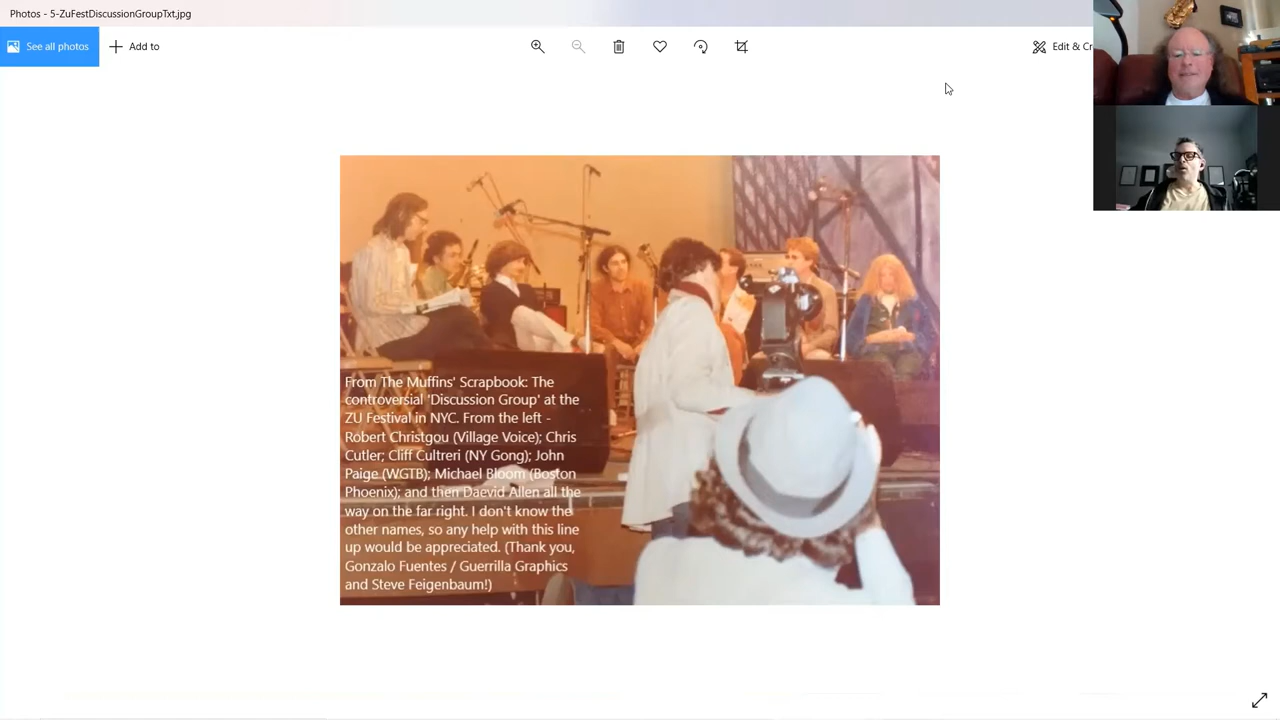 Photos - 5-ZuFestDiscussionGroupTxt.jpg
See all photos
Add to
Edit & Cr
From The Muffins' Scrapbook: The
controversial 'Discussion Group' at the
ZU Festival in NYC. From the left -
Robert Christgou (Village Voice); Chris
Cutler; Cliff Cultreri (NY Gong); John
Paige (WGTB); Michael Bloom (Boston
Phoenix); and then Daevid Allen all the
way on the far right. I don't know the
other names, so any help with this line
up would be appreciated. (Thank you,
Gonzalo Fuentes / Guerrilla Graphics
and Steve Feigenbaum!)